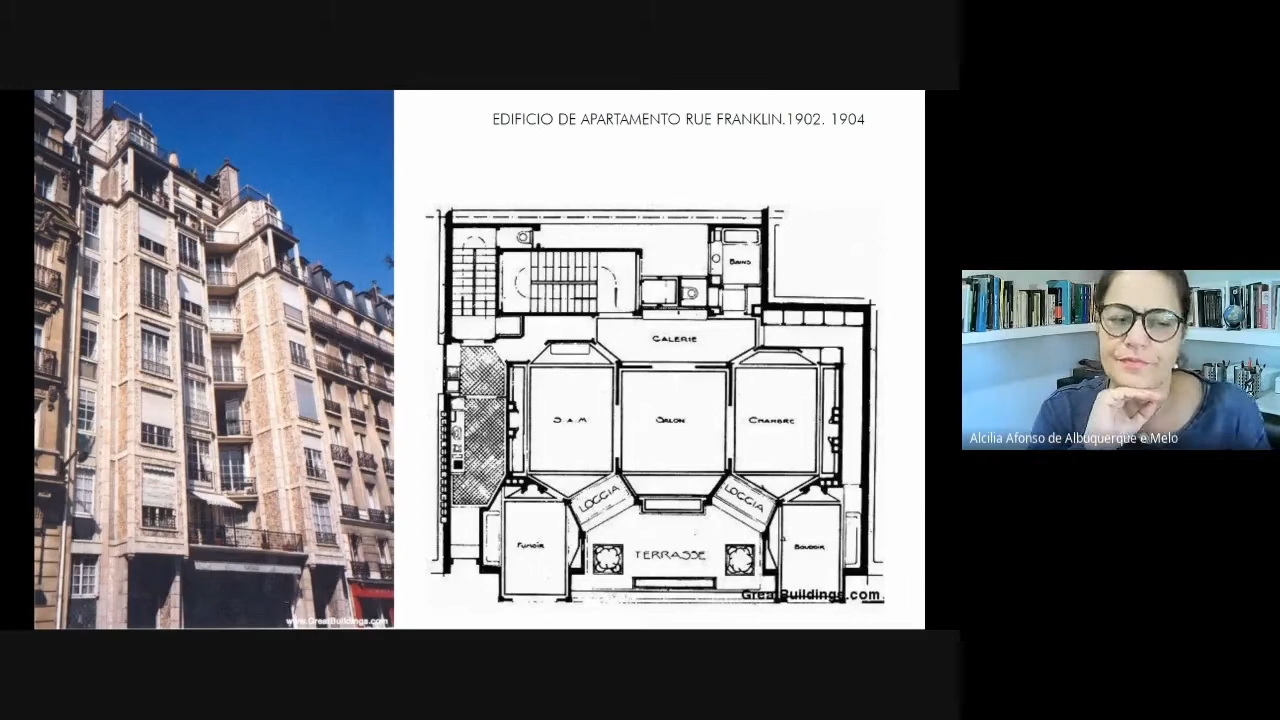 EDIFICIO DE APARTAMENTO RUE FRANKLIN.1902. 1904
BAINS
GALERIE
S.A.M
SALON
CHAMBRE
LOGGIA
LOGGIA
FUMOIR
TERRASSE
BOUDOIR
GreatBuildings.com
www.GreatBuildings.com
Alcilia Afonso de Albuquerque e Melo